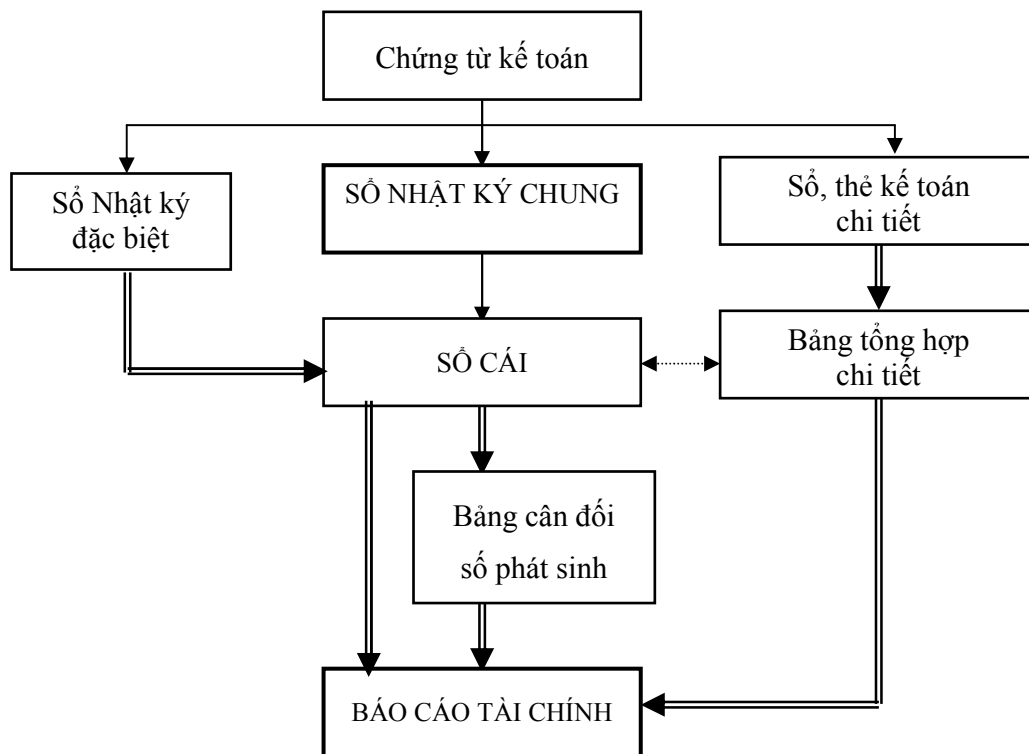 Chứng từ kế toán
Sổ Nhật ký
đặc biệt
SỔ NHẬT KÝ CHUNG
Sổ, thẻ kế toán
chi tiết
SỔ CÁI
Bảng tổng hợp
chi tiết
Bảng cân đối
số phát sinh
BÁO CÁO TÀI CHÍNH